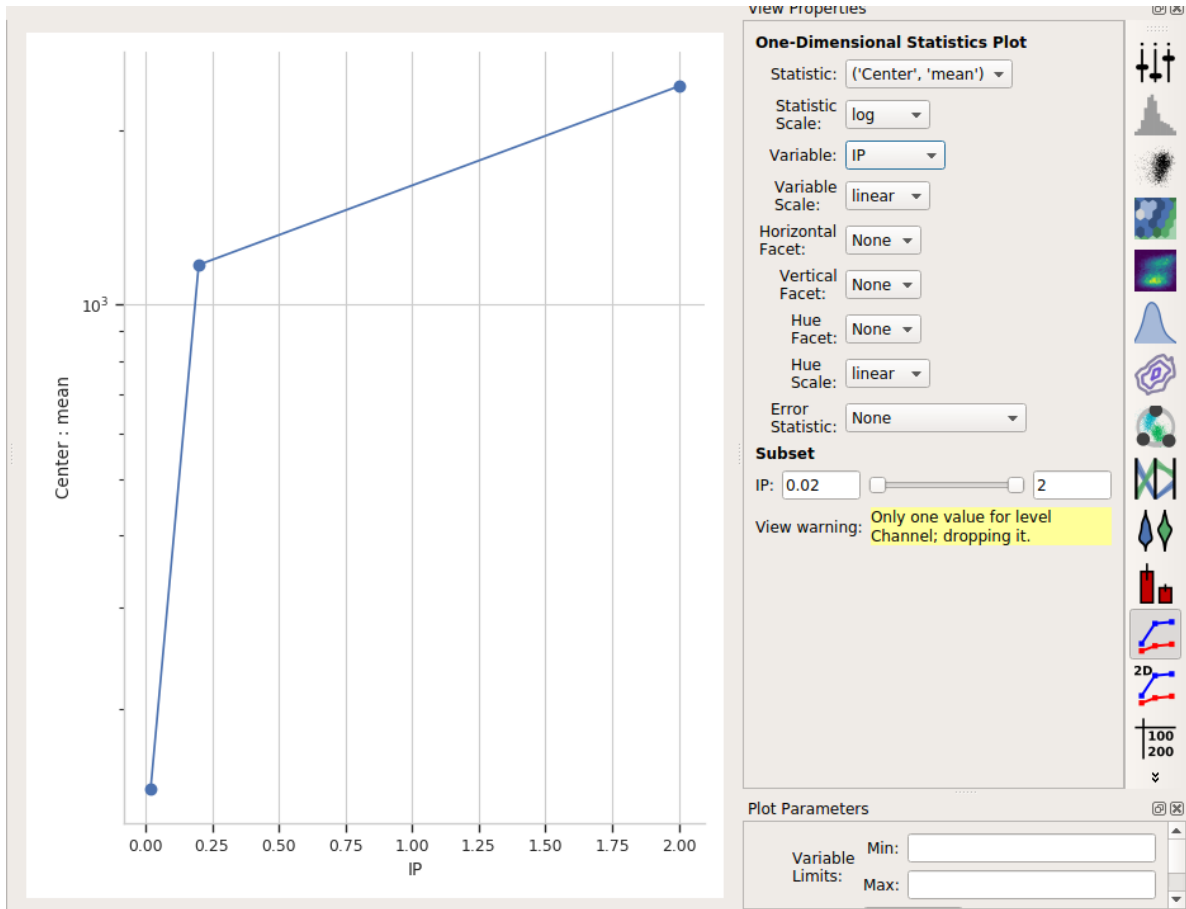 View Properties
One-Dimensional Statistics Plot
Statistic: ('Center', 'mean')
Statistic
Scale: log
Variable: IP
Variable
Scale: linear
Horizontal
Facet: None
Vertical
Facet: None
Hue
Facet: None
Hue
Scale: linear
Error
Statistic: None
Subset
IP: 0.02 2
View warning: Only one value for level
Channel; dropping it.
Plot Parameters
Variable
Limits:
Min:
Max:
10³
Center : mean
0.00 0.25 0.50 0.75 1.00 1.25 1.50 1.75 2.00
IP
2D
100
200